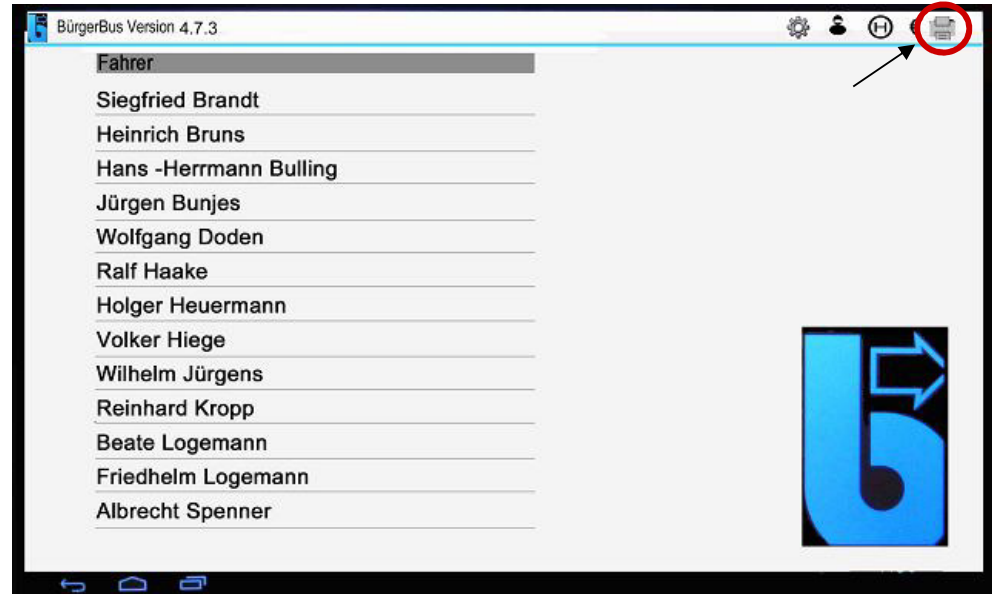 BürgerBus Version 4.7.3
H
Fahrer
Siegfried Brandt
Heinrich Bruns
Hans -Herrmann Bulling
Jürgen Bunjes
Wolfgang Doden
Ralf Haake
Holger Heuermann
Volker Hiege
Wilhelm Jürgens
Reinhard Kropp
Beate Logemann
Friedhelm Logemann
Albrecht Spenner